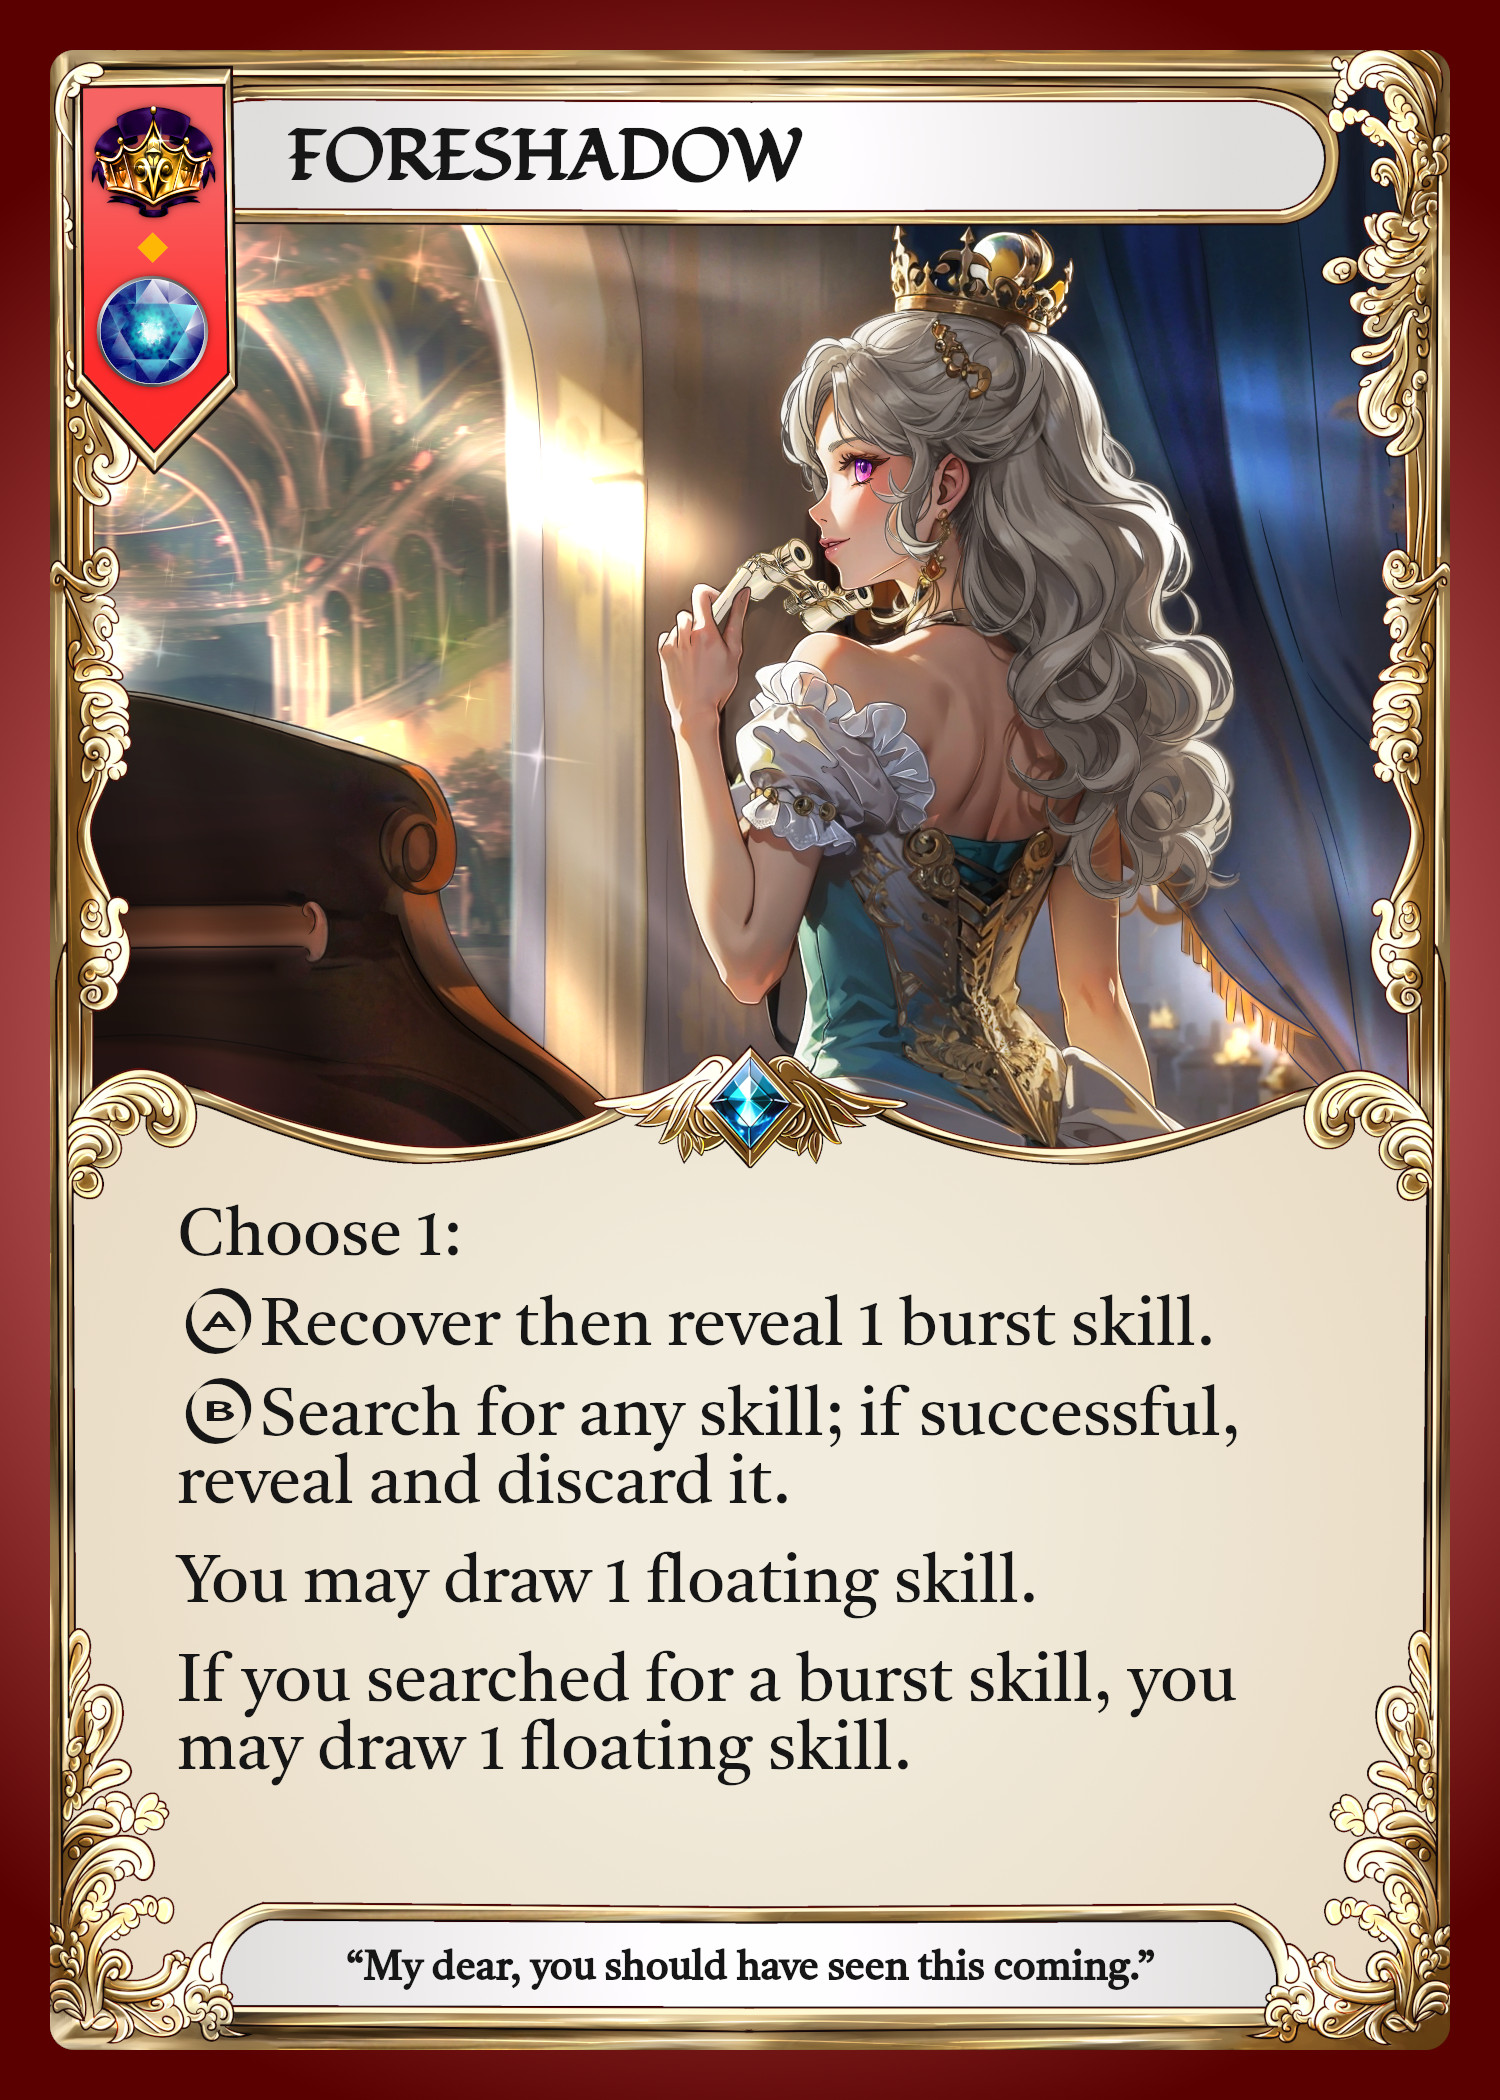 FORESHADOW
Choose 1:
A Recover then reveal 1 burst skill.
B Search for any skill; if successful,
reveal and discard it.
You may draw 1 floating skill.
If you searched for a burst skill, you
may draw 1 floating skill.
“My dear, you should have seen this coming.”